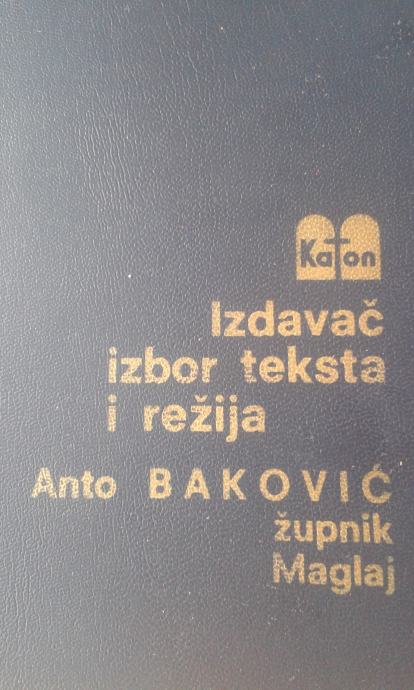 Katon
Izdavač
izbor teksta
i režija
Anto BAKOVIĆ
župnik
Maglaj